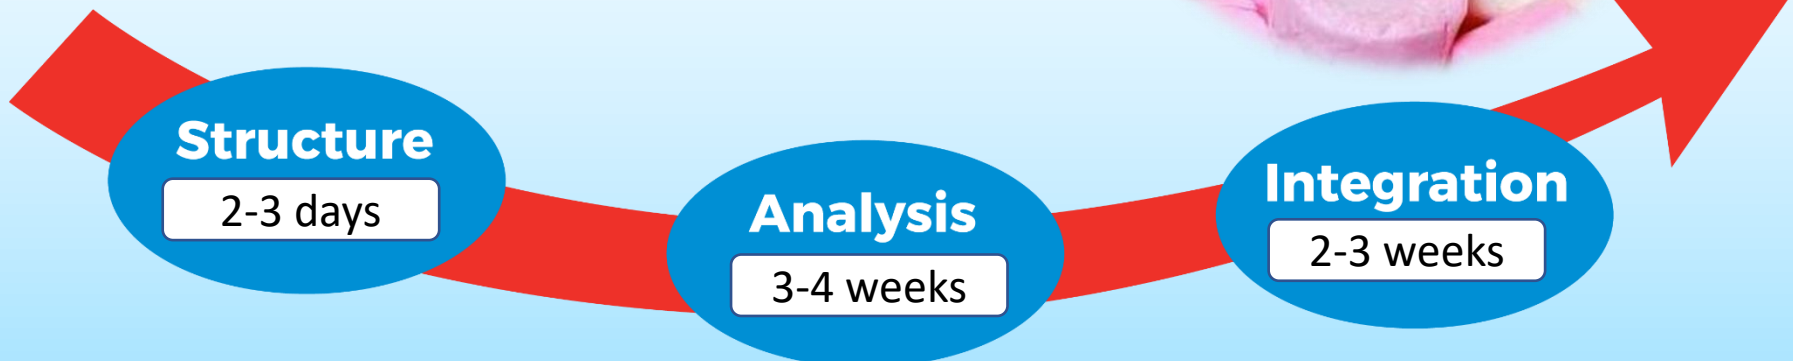 Structure
2-3 days
Analysis
3-4 weeks
Integration
2-3 weeks